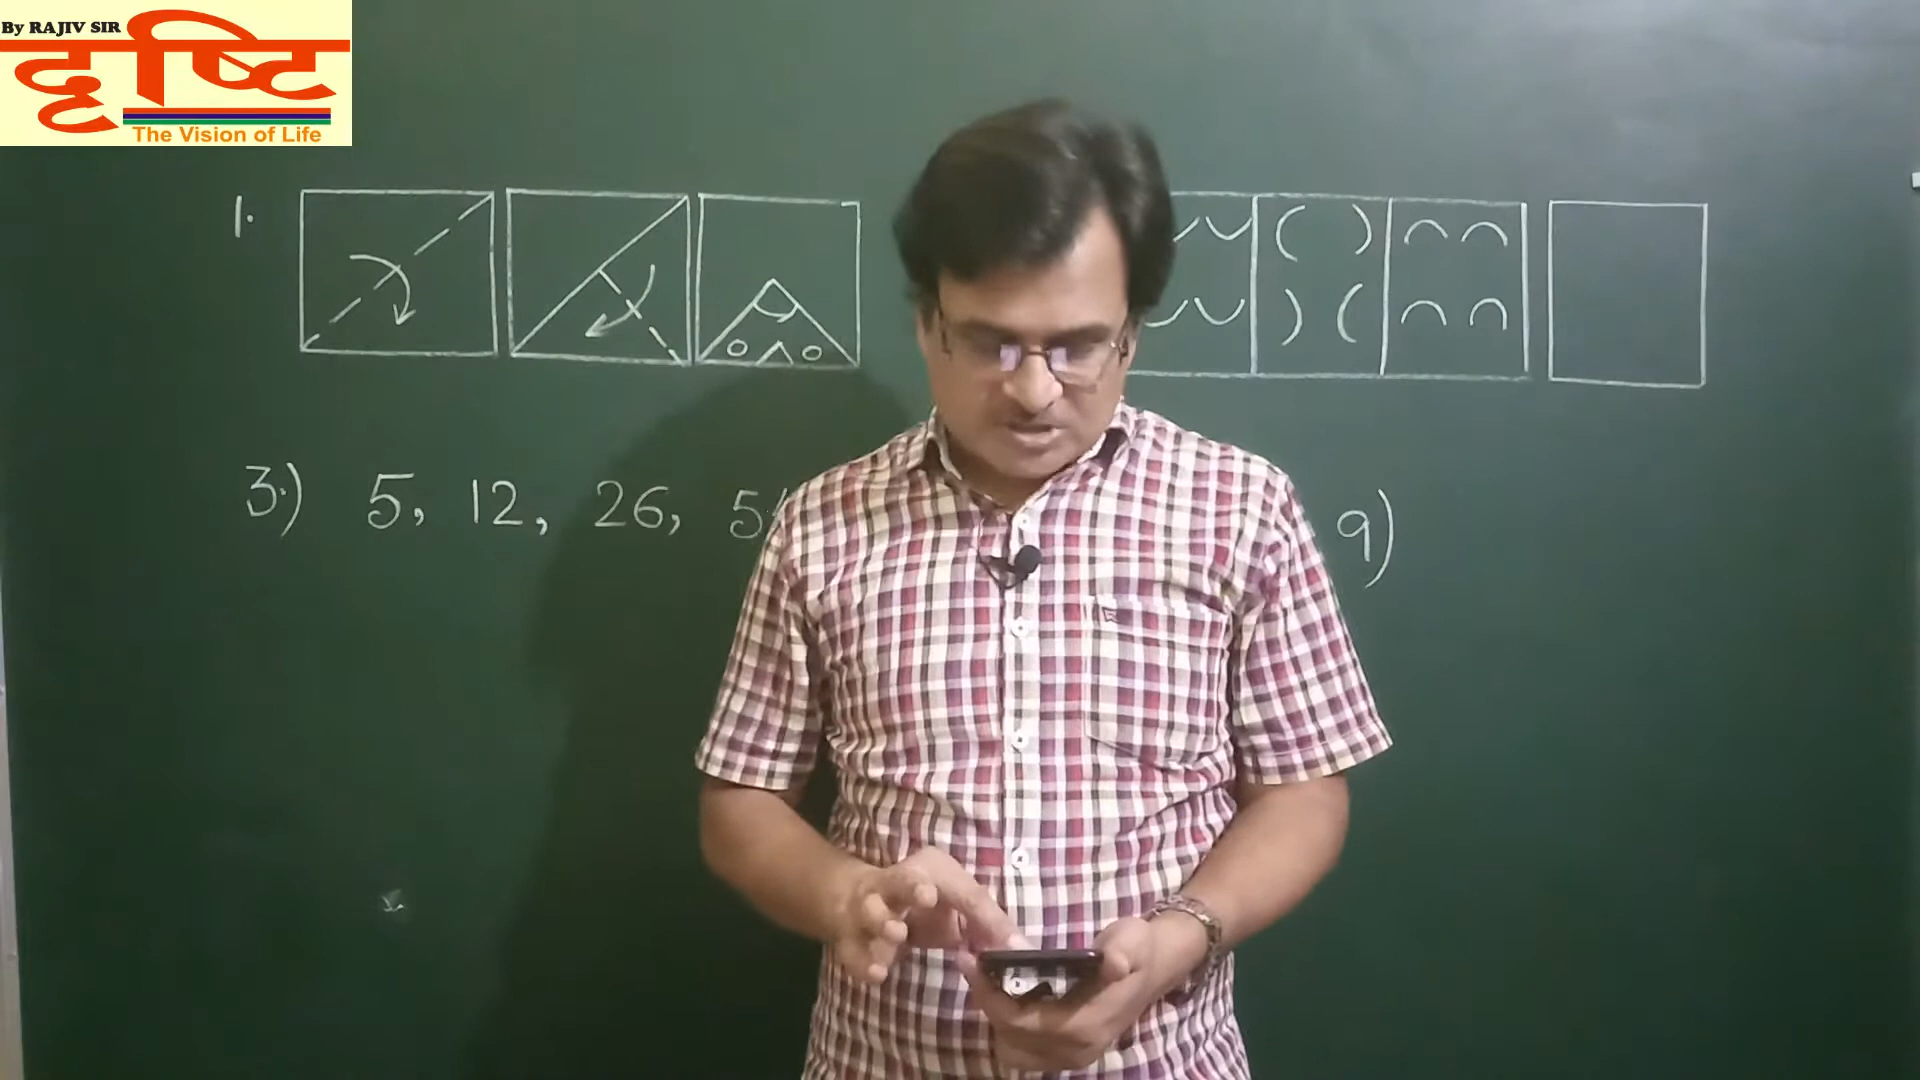 By RAJIV SIR
दृष्टि
The Vision of Life
1.
3.) 5, 12, 26,
9)